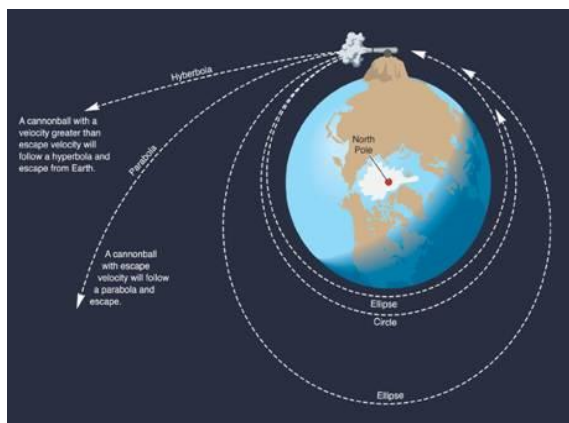 Hyberbola
A cannonball with a
velocity greater than
escape velocity will
follow a hyperbola and
escape from Earth.
Parabola
North
Pole
A cannonball
with escape
velocity will follow
a parabola and
escape.
Ellipse
Circle
Ellipse